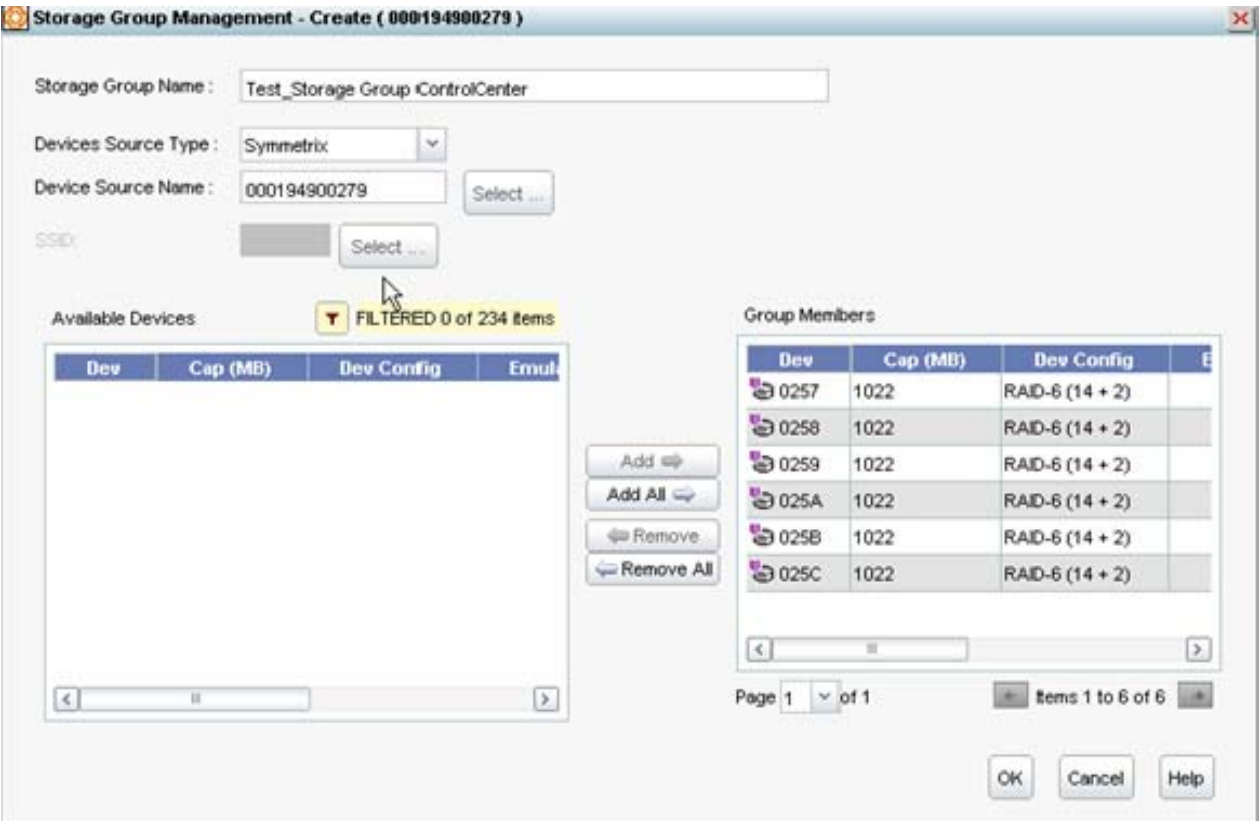 Storage Group Management - Create ( 000194900279 )
Storage Group Name : Test_Storage Group ControlCenter
Devices Source Type : Symmetrix
Device Source Name : 000194900279 Select ...
SSID: Select ...
Available Devices FILTERED 0 of 234 items
Dev Cap (MB) Dev Config Emula
Group Members
Dev Cap (MB) Dev Config E
0257 1022 RAID-6 (14 + 2)
0258 1022 RAID-6 (14 + 2)
0259 1022 RAID-6 (14 + 2)
025A 1022 RAID-6 (14 + 2)
025B 1022 RAID-6 (14 + 2)
025C 1022 RAID-6 (14 + 2)
Add
Add All
Remove
Remove All
Page 1 of 1 Items 1 to 6 of 6
OK Cancel Help